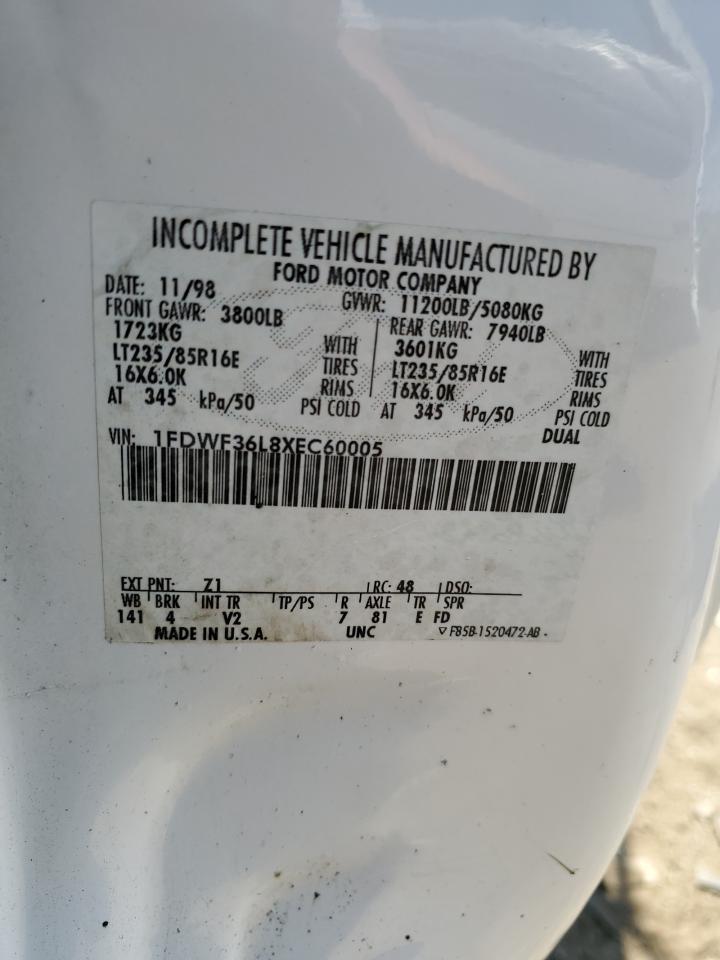 INCOMPLETE VEHICLE MANUFACTURED BY
FORD MOTOR COMPANY
DATE: 11/98 GVWR: 11200LB/5080KG
FRONT GAWR: 3800LB REAR GAWR: 7940LB
1723KG WITH 3601KG WITH
LT235/85R16E TIRES LT235/85R16E TIRES
16X6.0K RIMS 16X6.0K RIMS
AT 345 kPa/50 PSI COLD AT 345 kPa/50 PSI COLD
DUAL
VIN: 1FDWF36L8XEC60005
EXT PNT: Z1 RC: 48 DSO:
WB BRK INT TR TP/PS R AXLE TR SPR
141 4 V2 7 81 E FD
MADE IN U.S.A. UNC F85B-1520472-AB